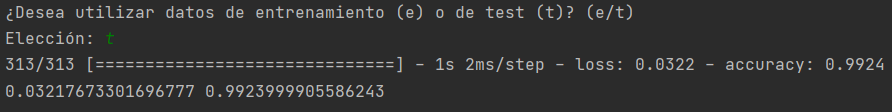 ¿Desea utilizar datos de entrenamiento (e) o de test (t)? (e/t)
Elección: t
313/313 [==============================] – 1s 2ms/step – loss: 0.0322 – accuracy: 0.9924
0.03217673301696777 0.9923999905586243